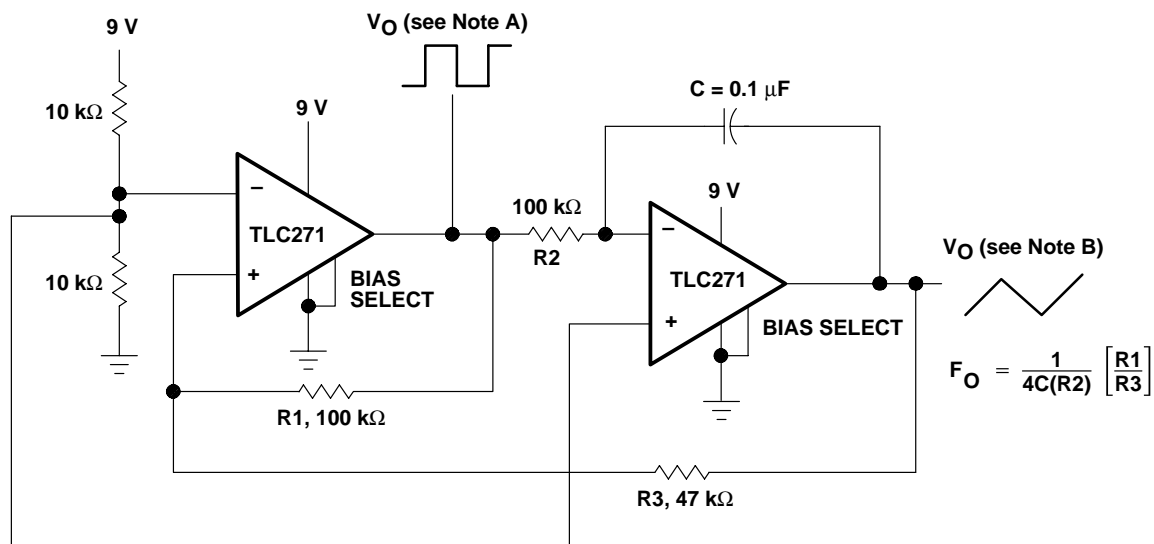 9 V
VO (see Note A)
10 kΩ
9 V
C = 0.1 μF
−
TLC271
+
10 kΩ
BIAS
SELECT
100 kΩ
R2
9 V
−
TLC271
+
BIAS SELECT
VO (see Note B)
FO = 1/4C(R2) [R1/R3]
R1, 100 kΩ
R3, 47 kΩ